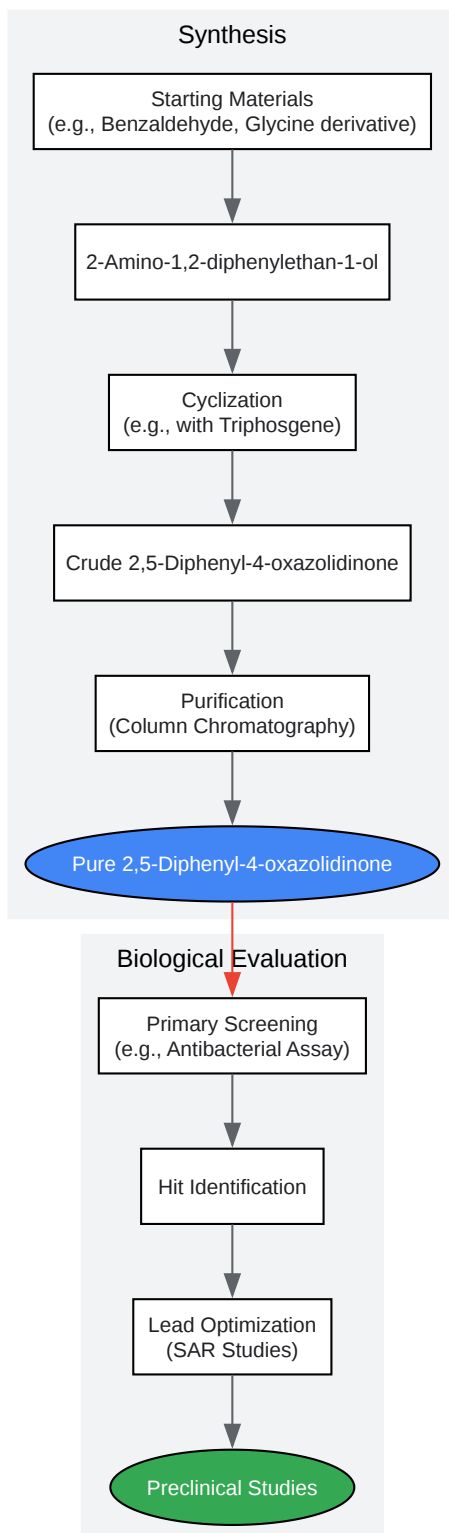 Synthesis
Starting Materials
(e.g., Benzaldehyde, Glycine derivative)
2-Amino-1,2-diphenylethan-1-ol
Cyclization
(e.g., with Triphosgene)
Crude 2,5-Diphenyl-4-oxazolidinone
Purification
(Column Chromatography)
Pure 2,5-Diphenyl-4-oxazolidinone
Biological Evaluation
Primary Screening
(e.g., Antibacterial Assay)
Hit Identification
Lead Optimization
(SAR Studies)
Preclinical Studies